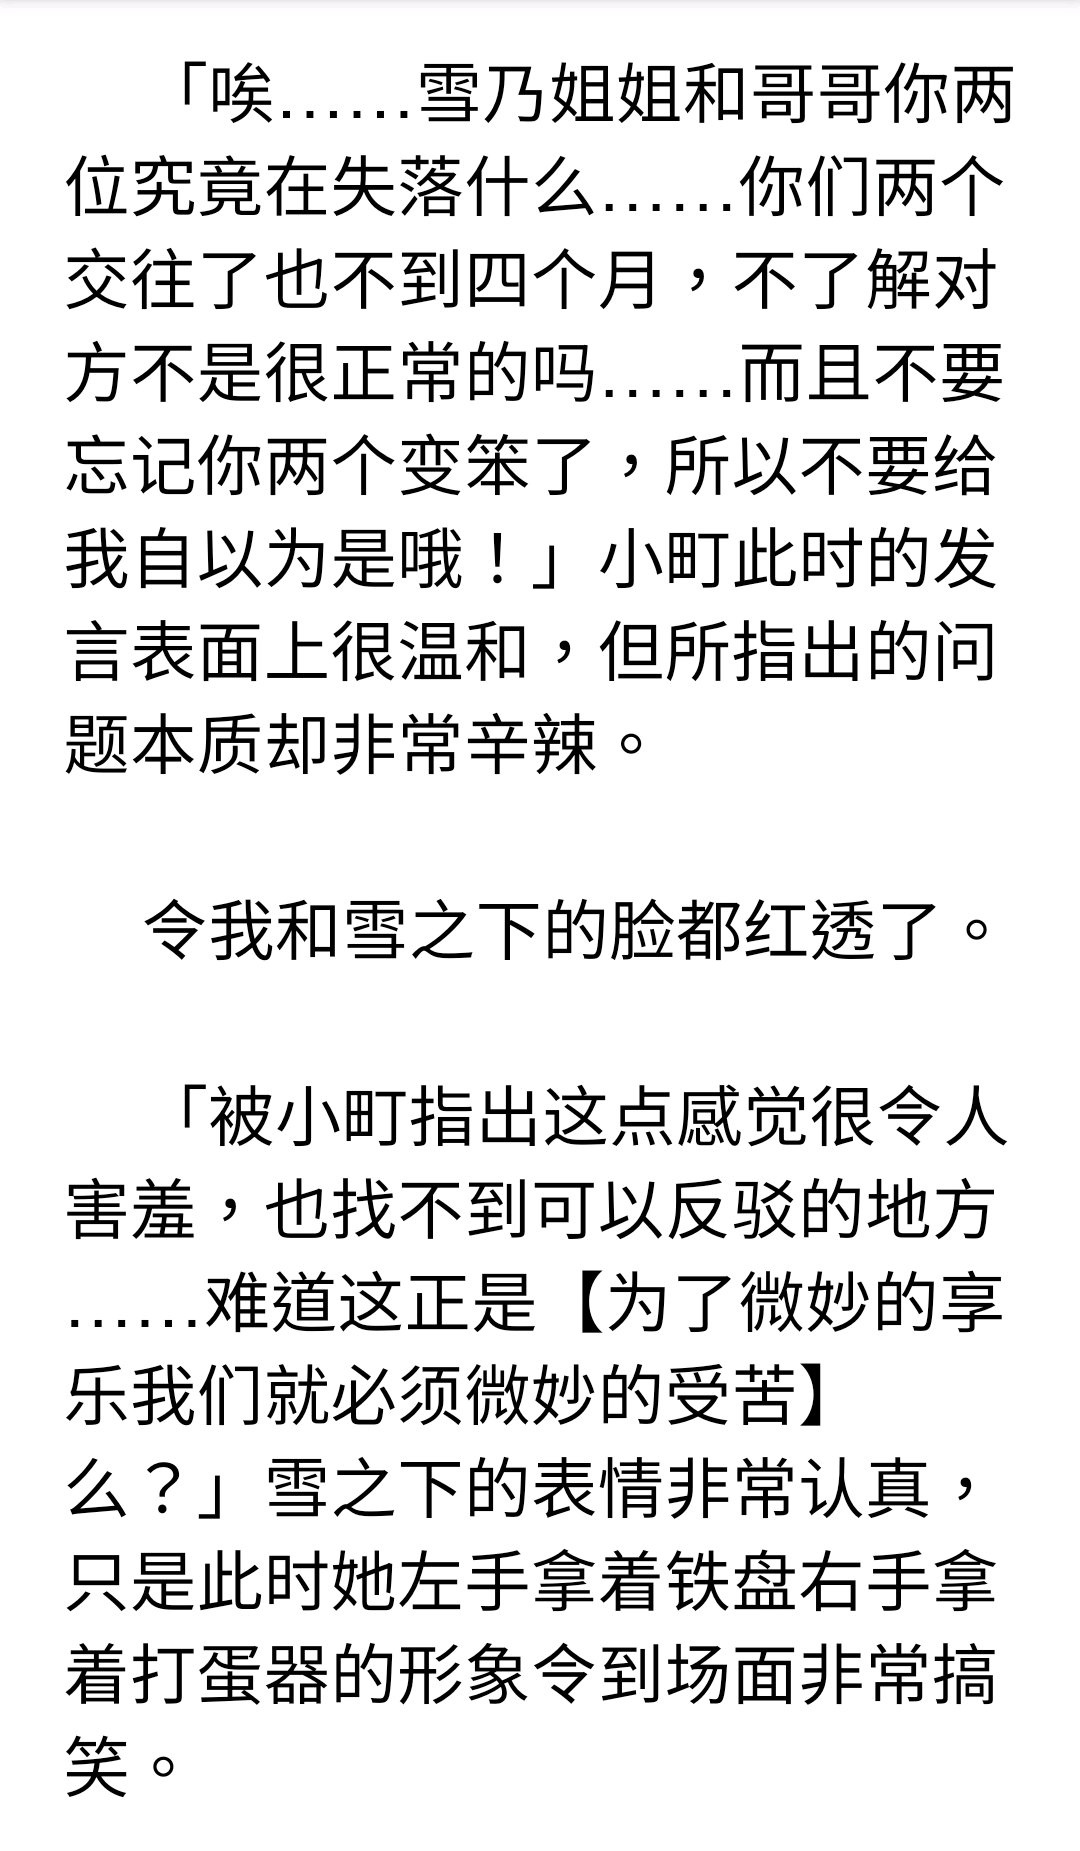 「唉……雪乃姐姐和哥哥你两
位究竟在失落什么……你们两个
交往了也不到四个月，不了解对
方不是很正常的吗……而且不要
忘记你两个变笨了，所以不要给
我自以为是哦！」小町此时的发
言表面上很温和，但所指出的问
题本质却非常辛辣。
令我和雪之下的脸都红透了。
「被小町指出这点感觉很令人
害羞，也找不到可以反驳的地方
……难道这正是【为了微妙的享
乐我们就必须微妙的受苦】
么？」雪之下的表情非常认真，
只是此时她左手拿着铁盘右手拿
着打蛋器的形象令到场面非常搞
笑。